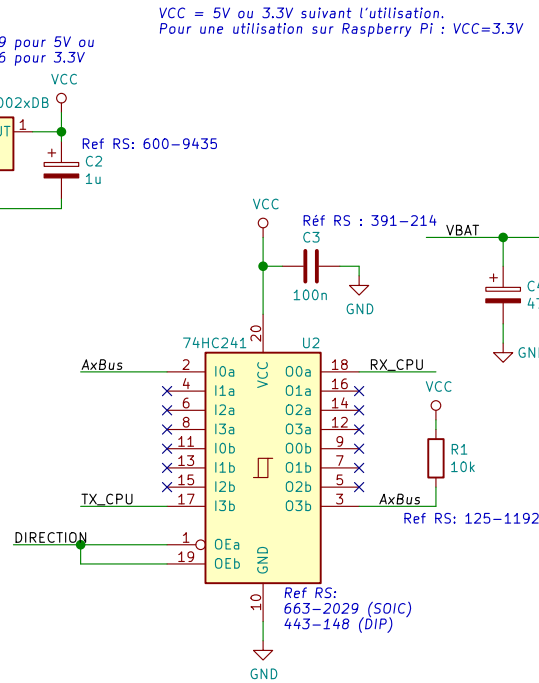 VCC = 5V ou 3.3V suivant l'utilisation.
Pour une utilisation sur Raspberry Pi : VCC=3.3V
9 pour 5V ou
6 pour 3.3V
VCC
002xDB
UT
1
Ref RS: 600-9435
+
C2
1u
VCC
Réf RS : 391-214
C3
100n
GND
VBAT
+
C4
47
GND
74HC241
U2
20
VCC
AxBus
2
I0a
O0a
18
RX_CPU
4
I1a
O1a
16
VCC
6
I2a
O2a
14
8
I3a
O3a
12
11
I0b
O0b
9
R1
10k
13
I1b
O1b
7
15
I2b
O2b
5
TX_CPU
17
I3b
O3b
3
AxBus
Ref RS: 125-1192
DIRECTION
1
OEa
19
OEb
GND
10
Ref RS:
663-2029 (SOIC)
443-148 (DIP)
GND